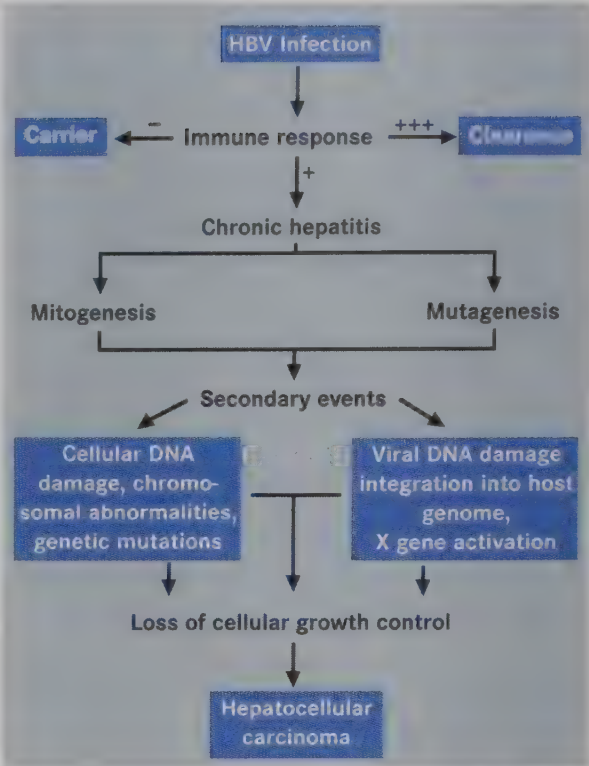 HBV Infection
Carrier
−
Immune response
+++
+
Chronic hepatitis
Mitogenesis
Mutagenesis
Secondary events
Cellular DNA
damage, chromo-
somal abnormalities,
genetic mutations
Viral DNA damage
integration into host
genome,
X gene activation
Loss of cellular growth control
Hepatocellular
carcinoma